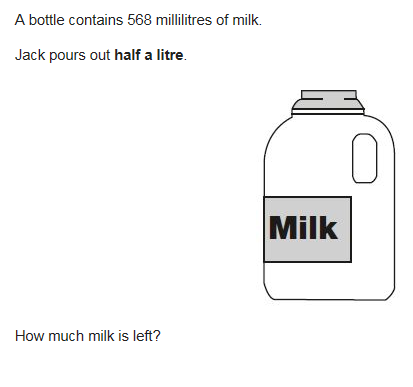 A bottle contains 568 millilitres of milk.
Jack pours out half a litre.
Milk
How much milk is left?